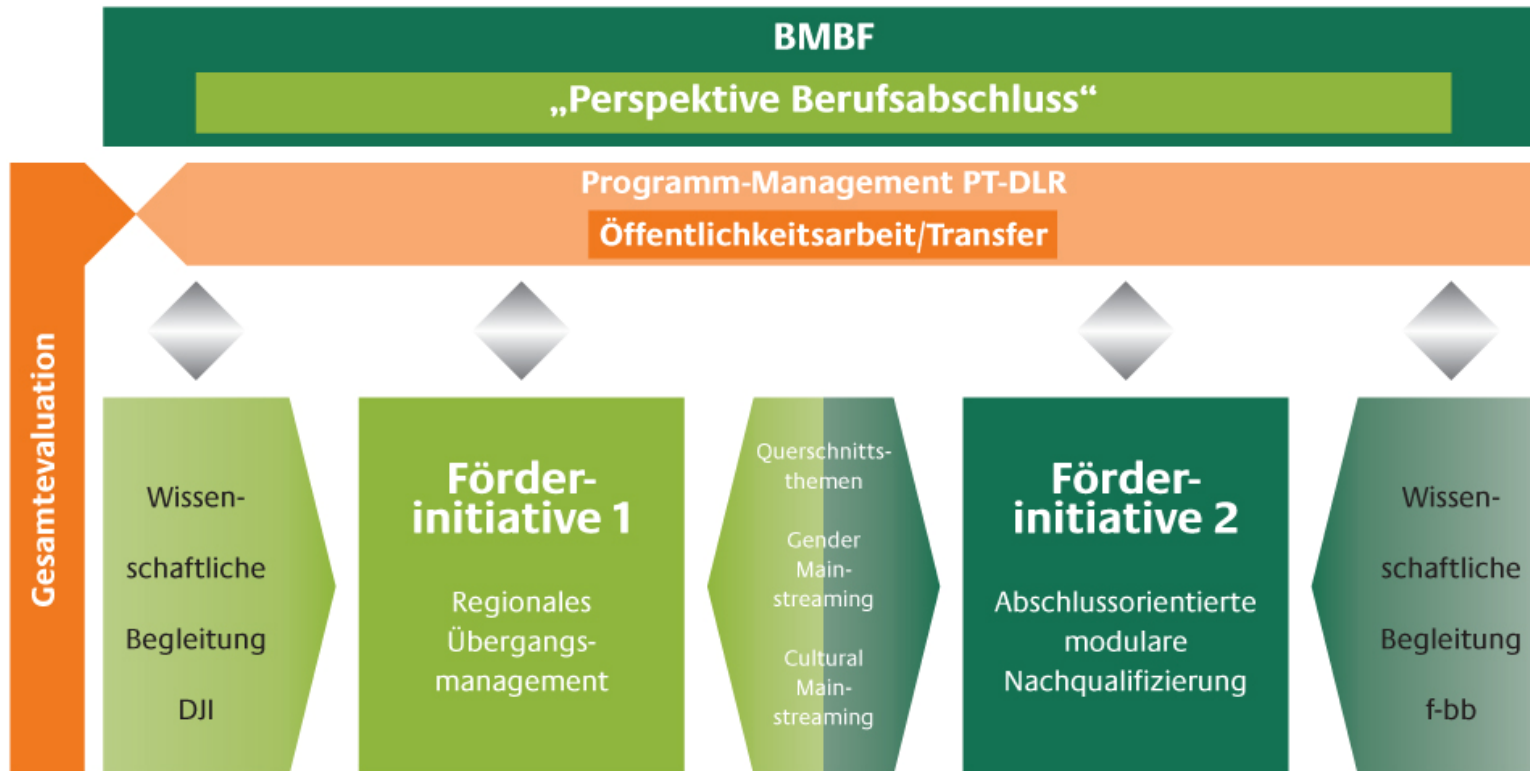 BMBF
„Perspektive Berufsabschluss“
Programm-Management PT-DLR
Öffentlichkeitsarbeit/Transfer
Gesamtevaluation
Wissen-
schaftliche
Begleitung
DJI
Förder-
initiative 1
Regionales
Übergangs-
management
Querschnitts-
themen
Gender
Main-
streaming
Cultural
Main-
streaming
Förder-
initiative 2
Abschlussorientierte
modulare
Nachqualifizierung
Wissen-
schaftliche
Begleitung
f-bb